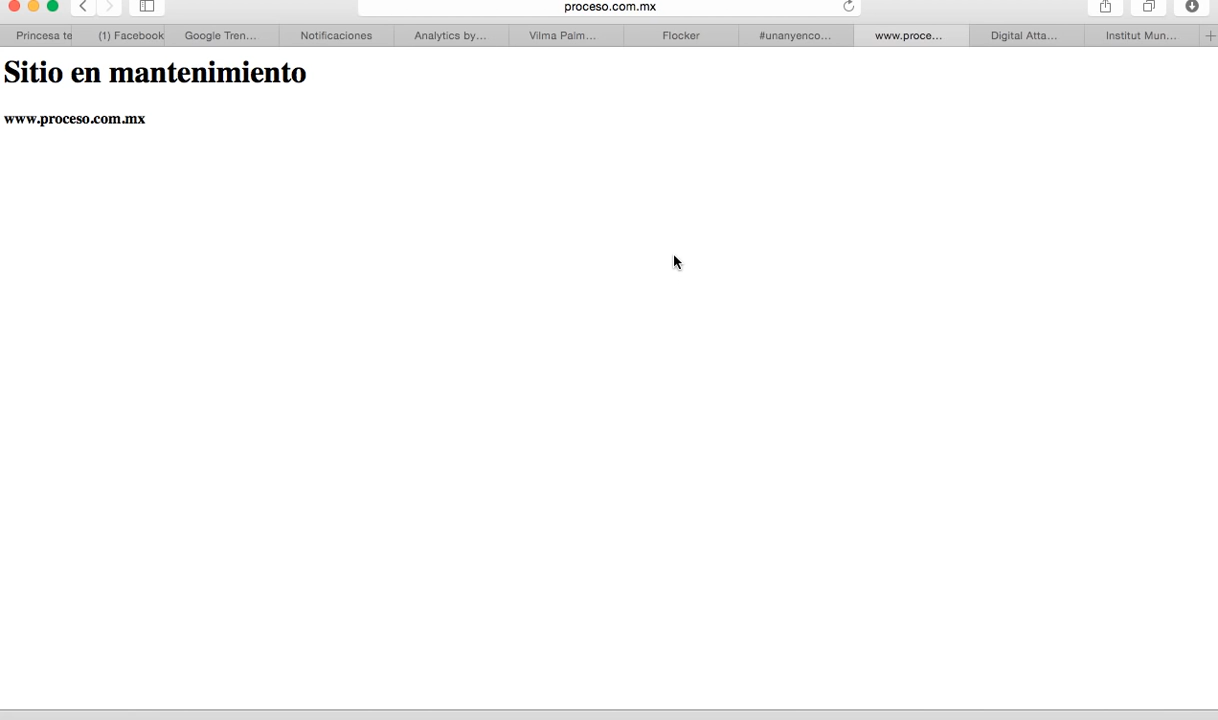 proceso.com.mx
Princesa te (1) Facebook Google Tren... Notificaciones Analytics by... Vilma Palm... Flocker #unanyenco... www.proce... Digital Atta... Institut Mun...
Sitio en mantenimiento
www.proceso.com.mx